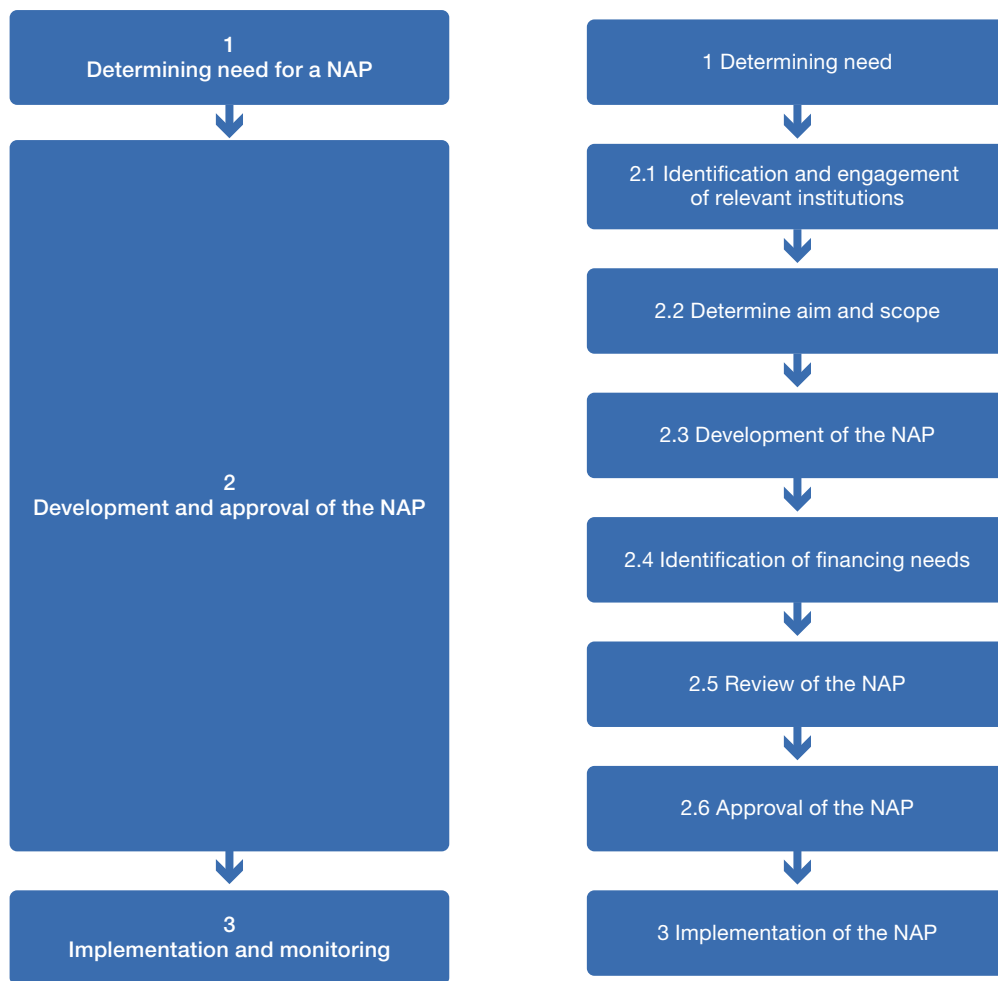 1
Determining need for a NAP
2
Development and approval of the NAP
3
Implementation and monitoring
1 Determining need
2.1 Identification and engagement
of relevant institutions
2.2 Determine aim and scope
2.3 Development of the NAP
2.4 Identification of financing needs
2.5 Review of the NAP
2.6 Approval of the NAP
3 Implementation of the NAP